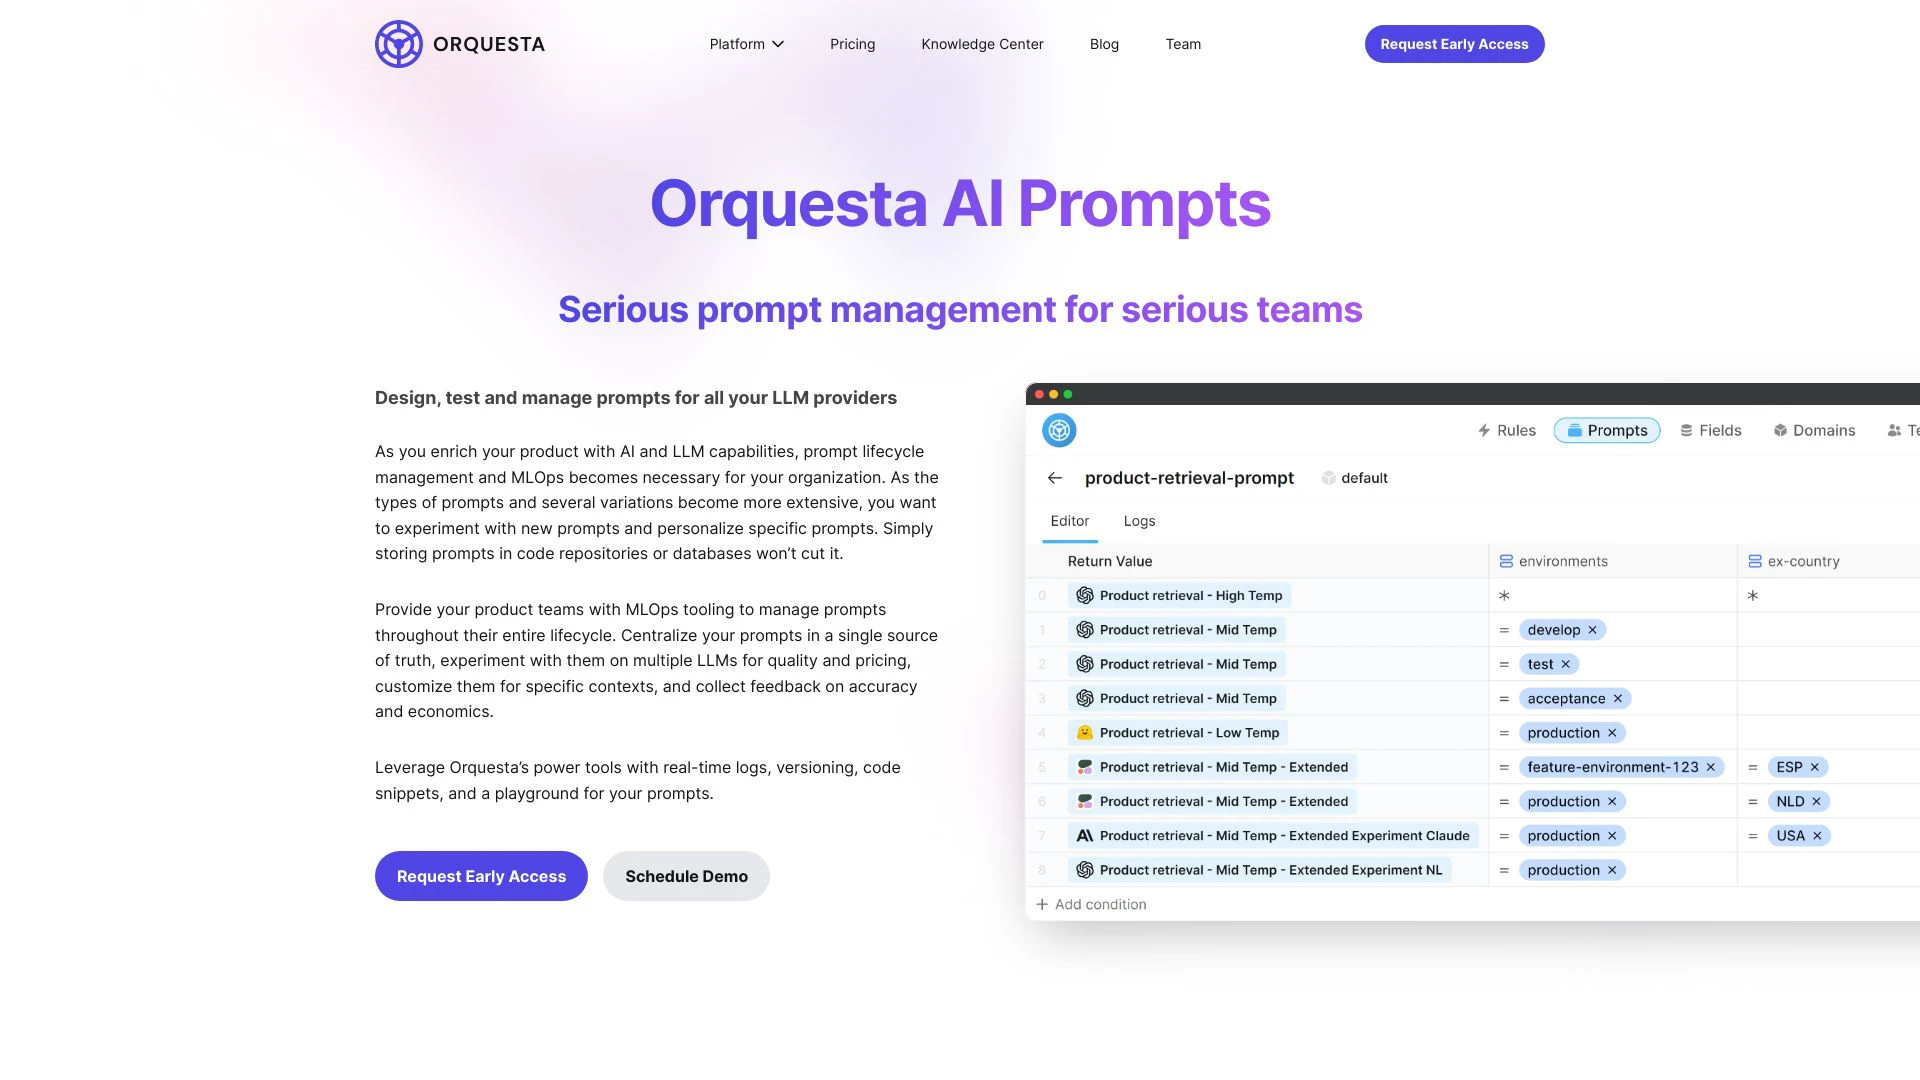 ORQUESTA
Platform
Pricing
Knowledge Center
Blog
Team
Request Early Access
Orquesta AI Prompts
Serious prompt management for serious teams
Design, test and manage prompts for all your LLM providers
As you enrich your product with AI and LLM capabilities, prompt lifecycle
management and MLOps becomes necessary for your organization. As the
types of prompts and several variations become more extensive, you want
to experiment with new prompts and personalize specific prompts. Simply
storing prompts in code repositories or databases won’t cut it.
Provide your product teams with MLOps tooling to manage prompts
throughout their entire lifecycle. Centralize your prompts in a single source
of truth, experiment with them on multiple LLMs for quality and pricing,
customize them for specific contexts, and collect feedback on accuracy
and economics.
Leverage Orquesta’s power tools with real-time logs, versioning, code
snippets, and a playground for your prompts.
Request Early Access
Schedule Demo
Rules
Prompts
Fields
Domains
product-retrieval-prompt
default
Editor
Logs
Return Value environments ex-country
0 Product retrieval - High Temp * *
1 Product retrieval - Mid Temp = develop ×
2 Product retrieval - Mid Temp = test ×
3 Product retrieval - Mid Temp = acceptance ×
4 Product retrieval - Low Temp = production ×
5 Product retrieval - Mid Temp - Extended = feature-environment-123 × = ESP ×
6 Product retrieval - Mid Temp - Extended = production × = NLD ×
7 Product retrieval - Mid Temp - Extended Experiment Claude = production × = USA ×
8 Product retrieval - Mid Temp - Extended Experiment NL = production ×
+ Add condition